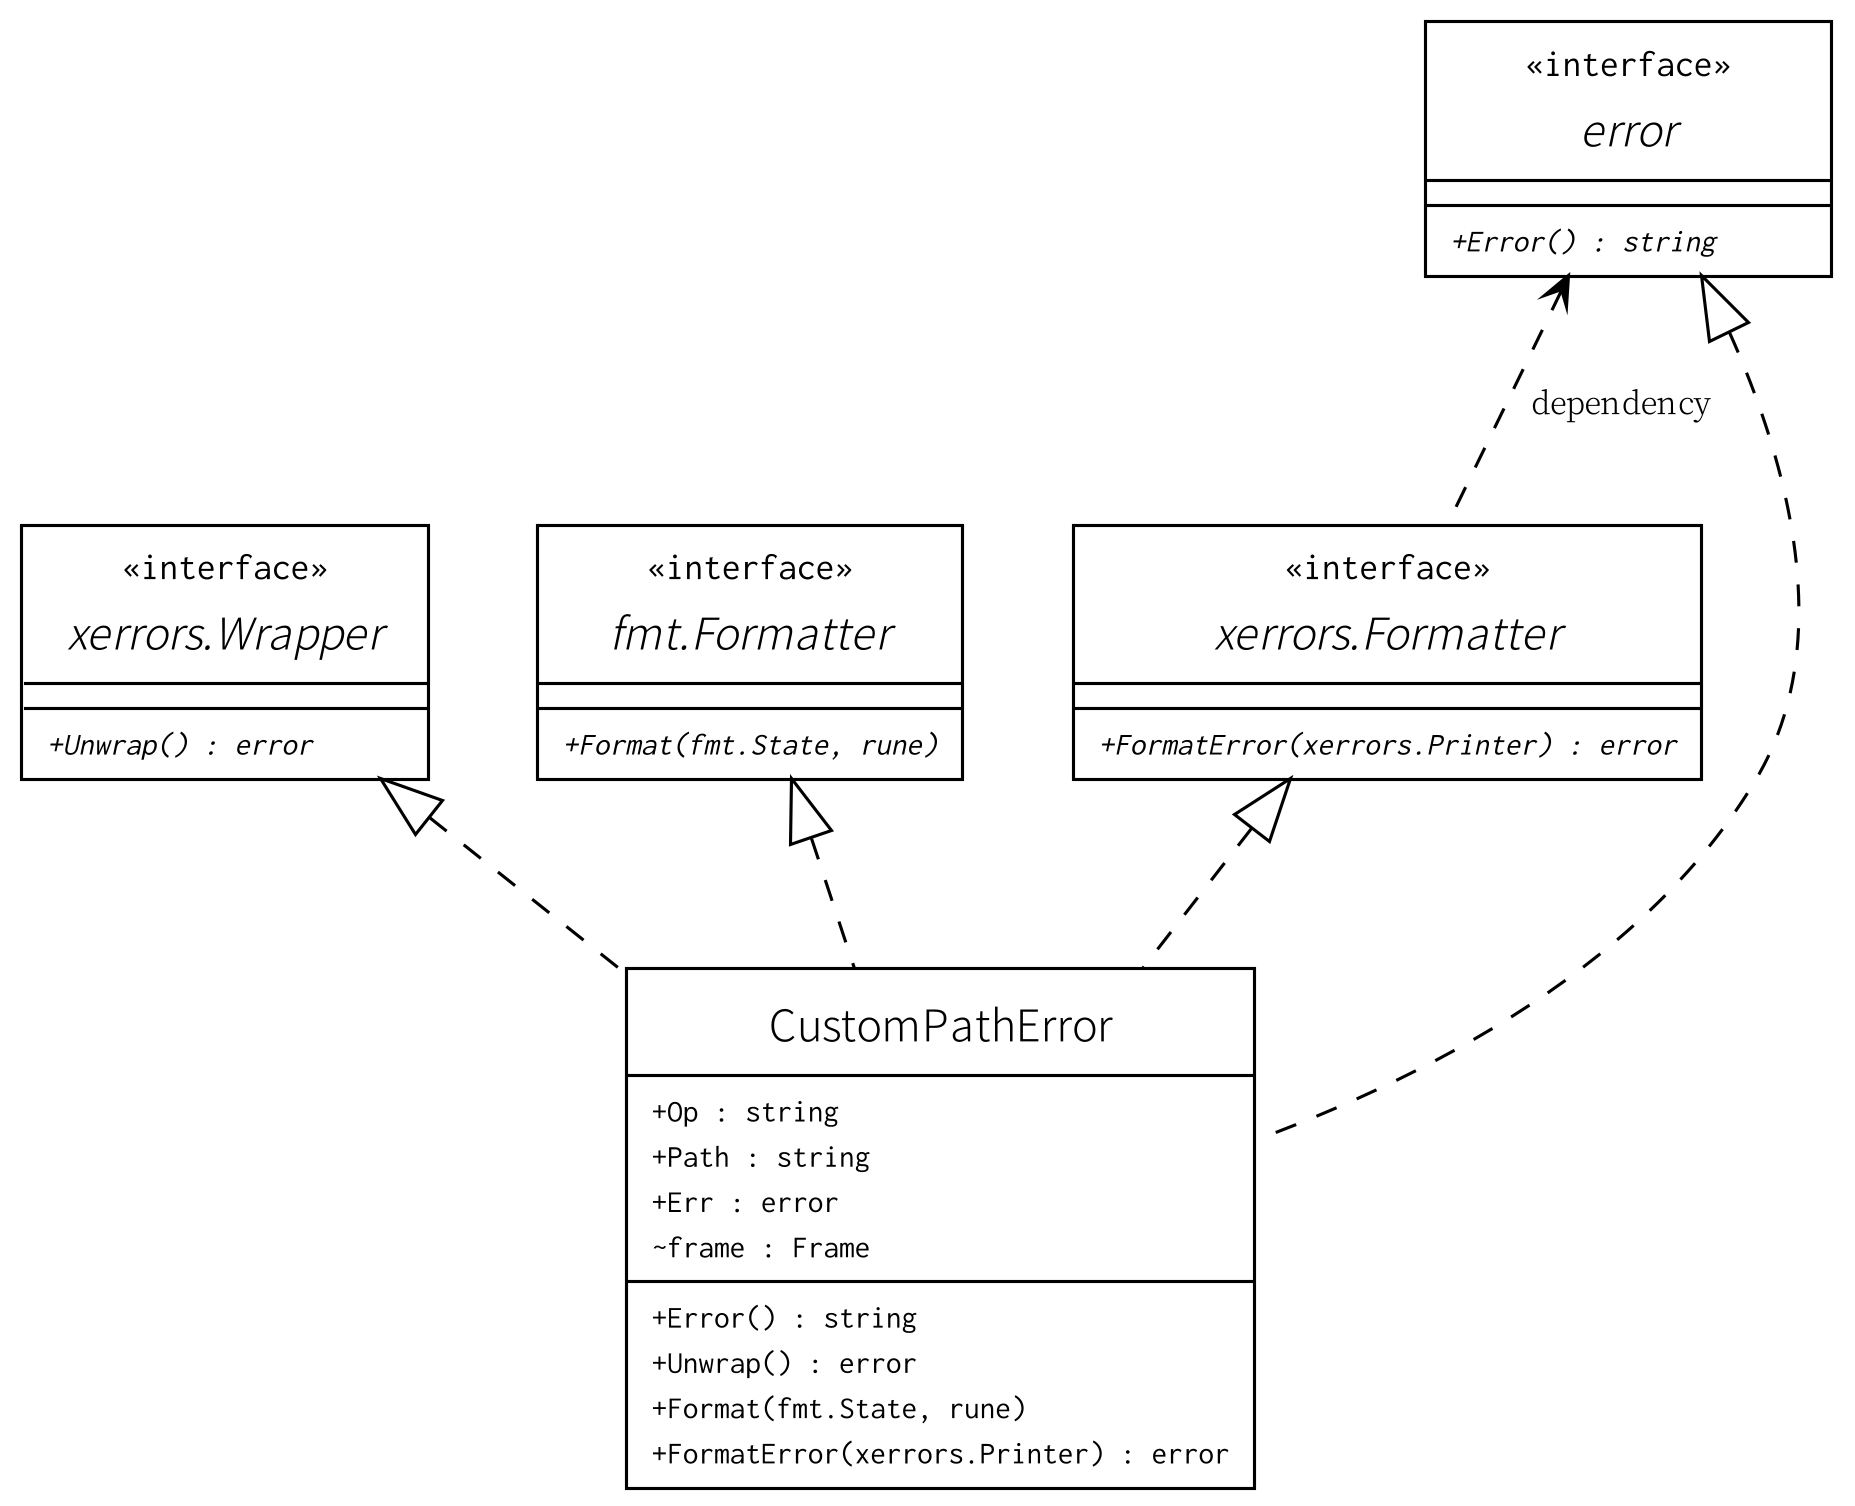 «interface»
error
+Error() : string
dependency
«interface»
xerrors.Wrapper
+Unwrap() : error
«interface»
fmt.Formatter
+Format(fmt.State, rune)
«interface»
xerrors.Formatter
+FormatError(xerrors.Printer) : error
CustomPathError
+Op : string
+Path : string
+Err : error
~frame : Frame
+Error() : string
+Unwrap() : error
+Format(fmt.State, rune)
+FormatError(xerrors.Printer) : error